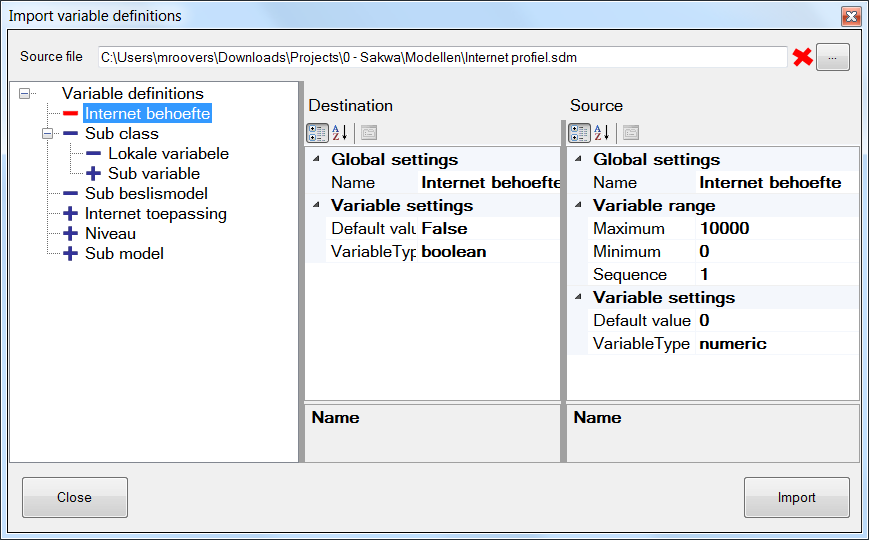 Import variable definitions
Source file C:\Users\mroovers\Downloads\Projects\0 - Sakwa\Modellen\Internet profiel.sdm ...
Variable definitions
Internet behoefte
Sub class
Lokale variabele
Sub variable
Sub beslismodel
Internet toepassing
Niveau
Sub model
Destination
Global settings
Name Internet behoefte
Variable settings
Default valu False
VariableTyp boolean
Name
Source
Global settings
Name Internet behoefte
Variable range
Maximum 10000
Minimum 0
Sequence 1
Variable settings
Default value 0
VariableType numeric
Name
Close Import